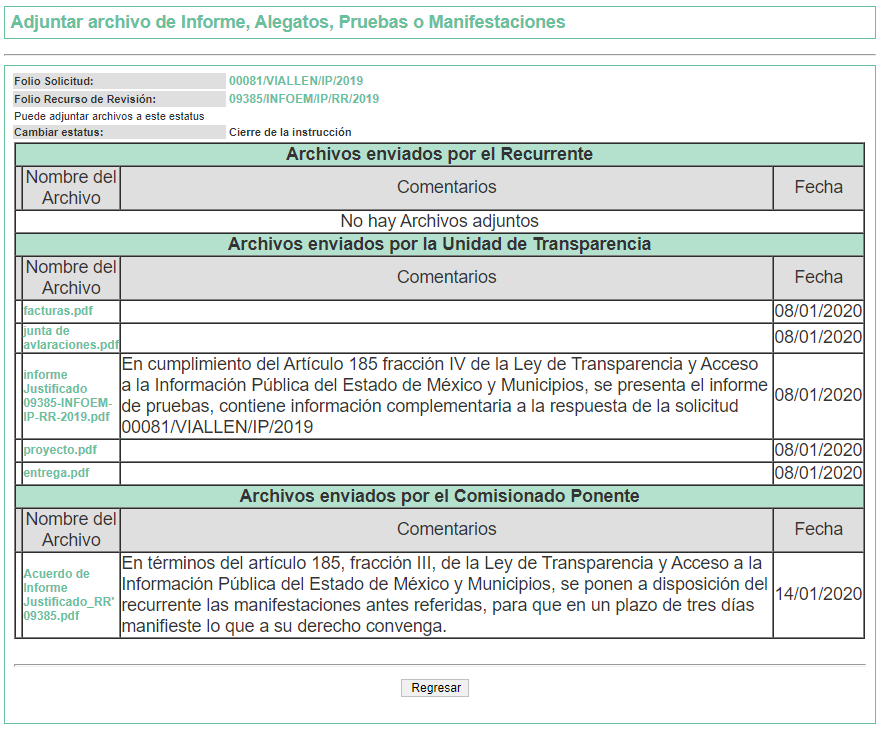 Adjuntar archivo de Informe, Alegatos, Pruebas o Manifestaciones
Folio Solicitud: 00081/VIALLEN/IP/2019
Folio Recurso de Revisión: 09385/INFOEM/IP/RR/2019
Puede adjuntar archivos a este estatus
Cambiar estatus: Cierre de la instrucción
Archivos enviados por el Recurrente
Nombre del
Archivo
Comentarios
Fecha
No hay Archivos adjuntos
Archivos enviados por la Unidad de Transparencia
Nombre del
Archivo
Comentarios
Fecha
facturas.pdf
08/01/2020
junta de
avlaraciones.pdf
08/01/2020
informe
Justificado
09385-INFOEM-
IP-RR-2019.pdf
En cumplimiento del Artículo 185 fracción IV de la Ley de Transparencia y Acceso
a la Información Pública del Estado de México y Municipios, se presenta el informe
de pruebas, contiene información complementaria a la respuesta de la solicitud
00081/VIALLEN/IP/2019
08/01/2020
proyecto.pdf
08/01/2020
entrega.pdf
08/01/2020
Archivos enviados por el Comisionado Ponente
Nombre del
Archivo
Comentarios
Fecha
Acuerdo de
Informe
Justificado_RR'
09385.pdf
En términos del artículo 185, fracción III, de la Ley de Transparencia y Acceso a la
Información Pública del Estado de México y Municipios, se ponen a disposición del
recurrente las manifestaciones antes referidas, para que en un plazo de tres días
manifieste lo que a su derecho convenga.
14/01/2020
Regresar